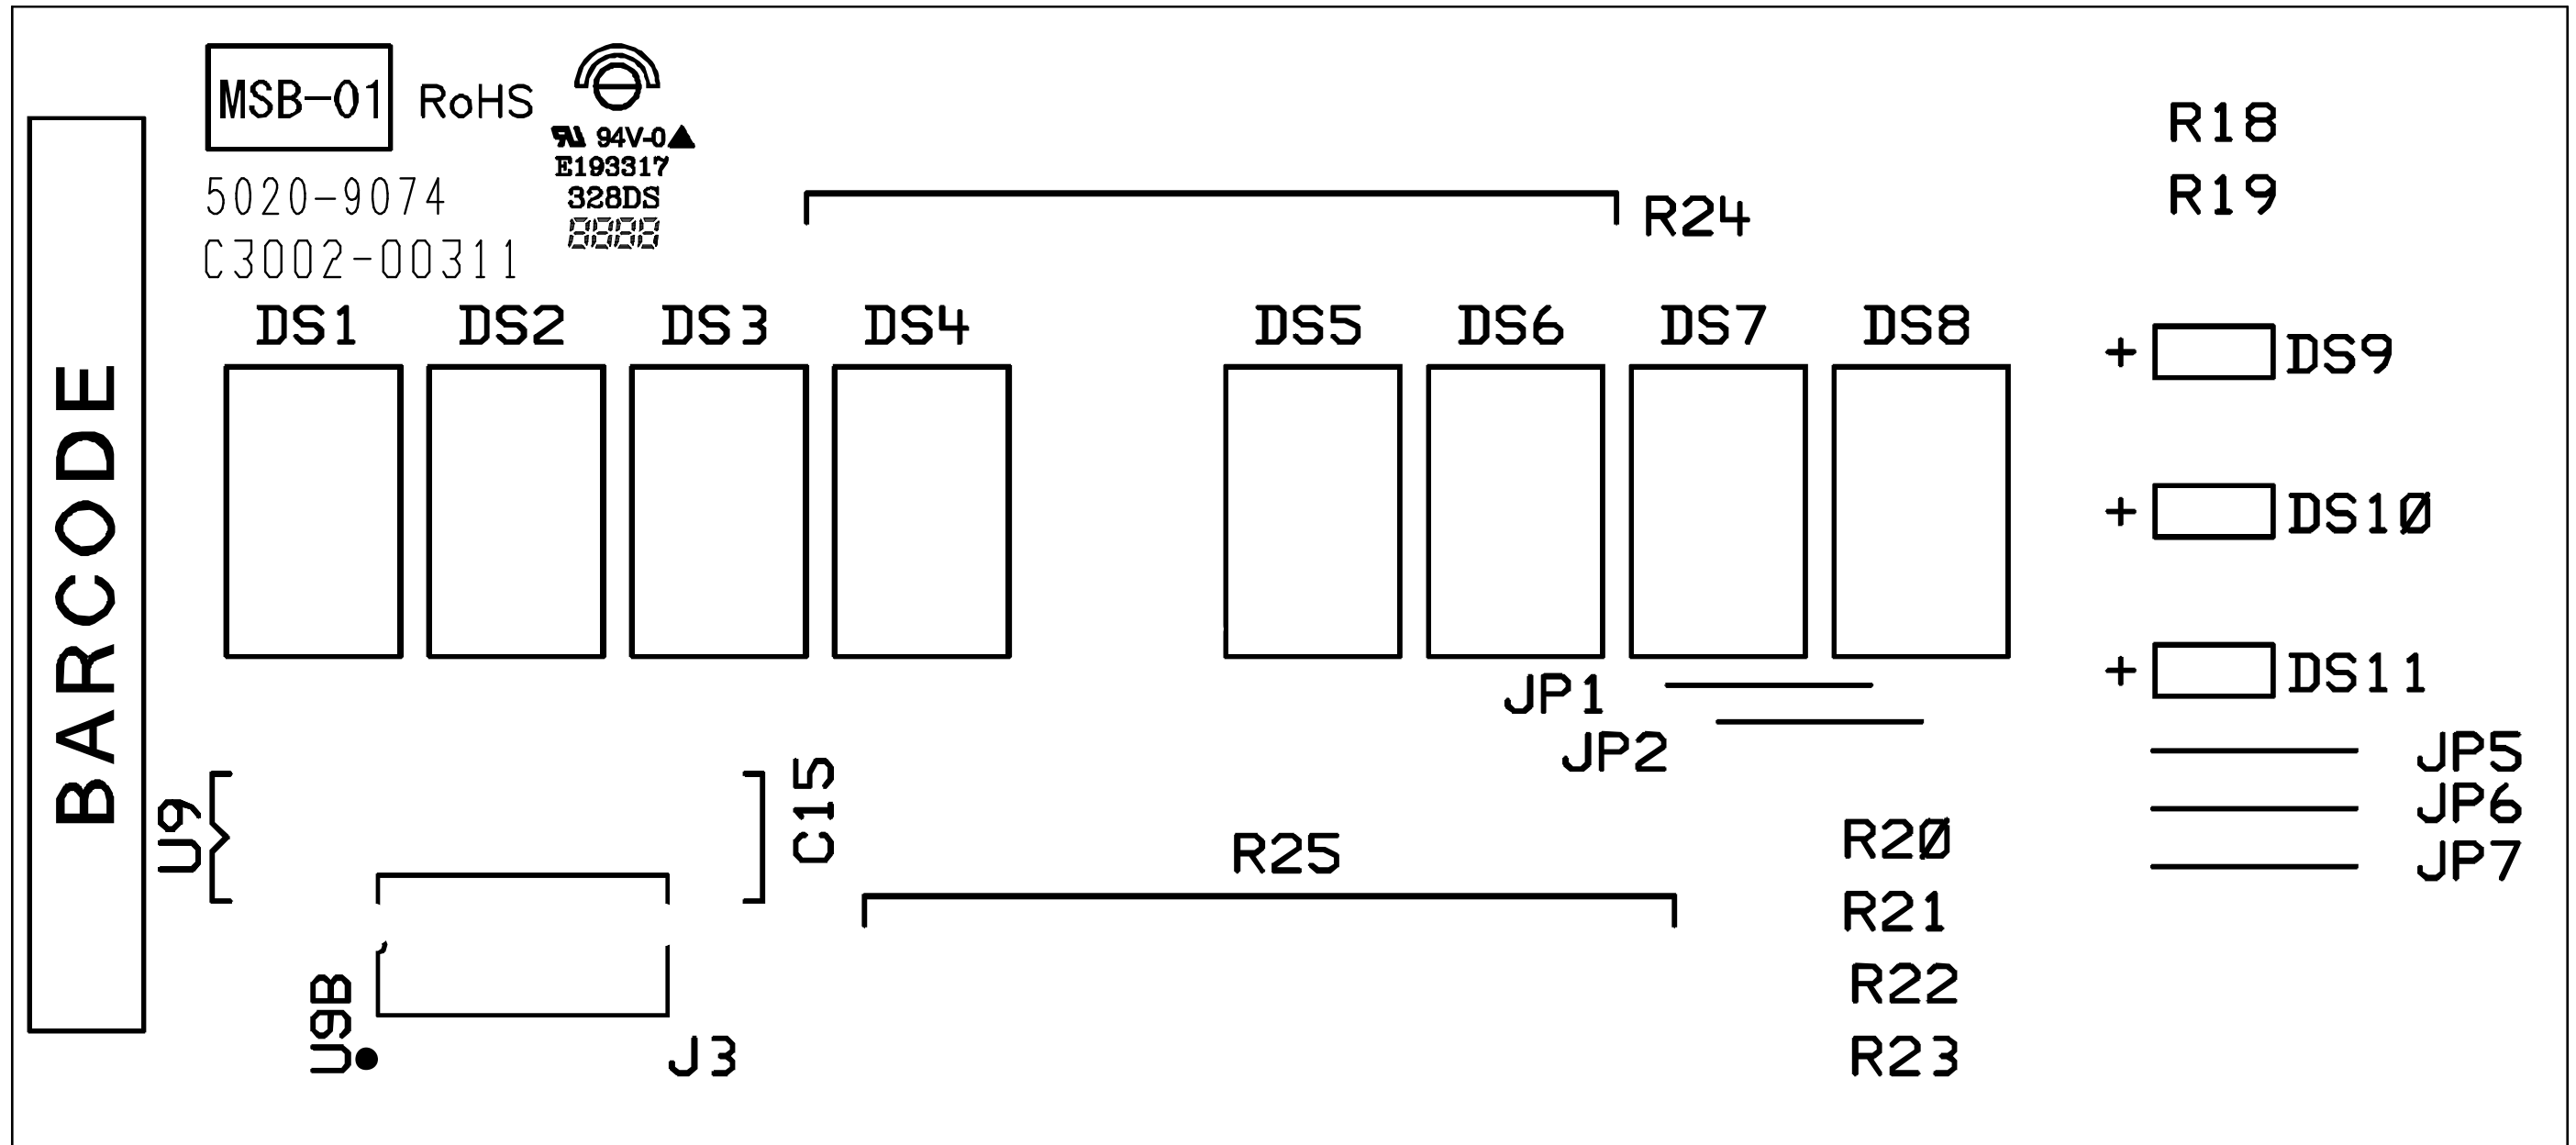 MSB-01 RoHS
94V-0
E193317
328DS
8888
5020-9074
C3002-00311
BARCODE
R18
R19
R24
DS1 DS2 DS3 DS4 DS5 DS6 DS7 DS8
+ DS9
+ DS10
+ DS11
JP1
JP2
JP5
JP6
JP7
U9
C15
R25
R20
R21
R22
R23
U9B
J3